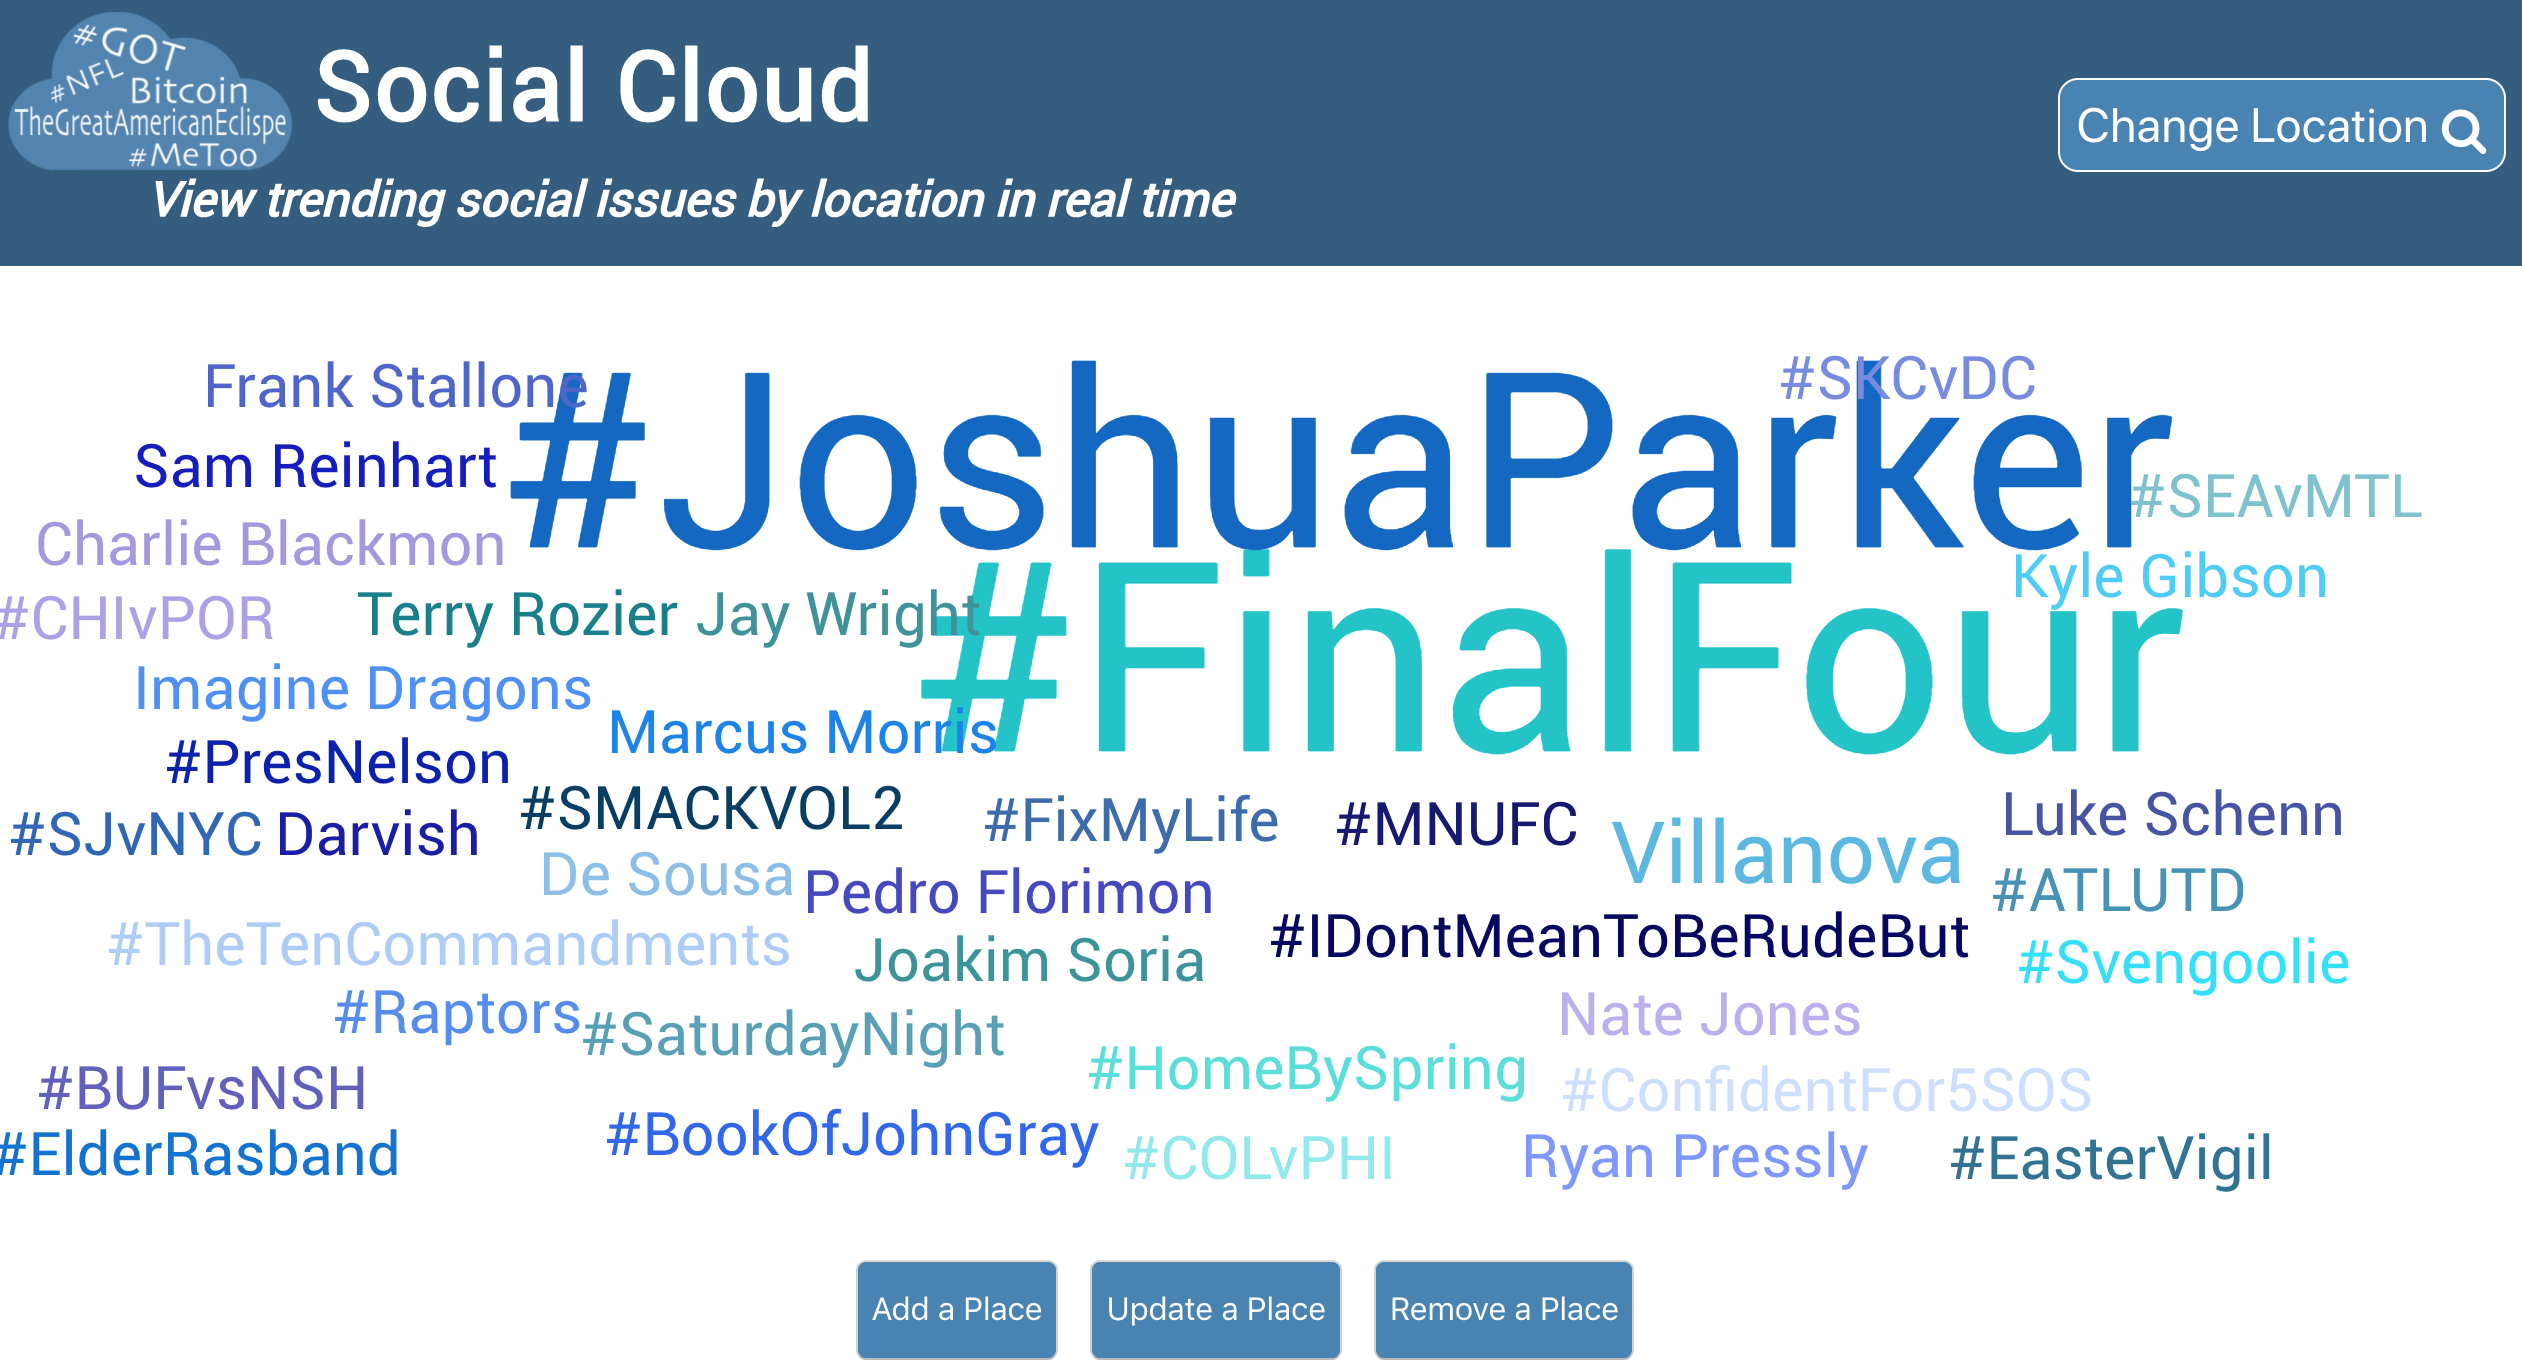 #GOT
#NFL
Bitcoin
TheGreatAmericanEclispe
#MeToo
Social Cloud
View trending social issues by location in real time
Change Location
Frank Stallone
#JoshuaParker
#SKCvDC
Sam Reinhart
#SEAvMTL
Charlie Blackmon
Kyle Gibson
#CHIvPOR
Terry Rozier
Jay Wright
#FinalFour
Imagine Dragons
Marcus Morris
#PresNelson
#SMACKVOL2
#FixMyLife
#MNUFC
Villanova
Luke Schenn
#SJvNYC
Darvish
De Sousa
Pedro Florimon
#ATLUTD
#TheTenCommandments
Joakim Soria
#IDontMeanToBeRudeBut
#Svengoolie
#Raptors
#SaturdayNight
Nate Jones
#HomeBySpring
#BUFvsNSH
#ConfidentFor5SOS
#ElderRasband
#BookOfJohnGray
#COLvPHI
Ryan Pressly
#EasterVigil
Add a Place
Update a Place
Remove a Place